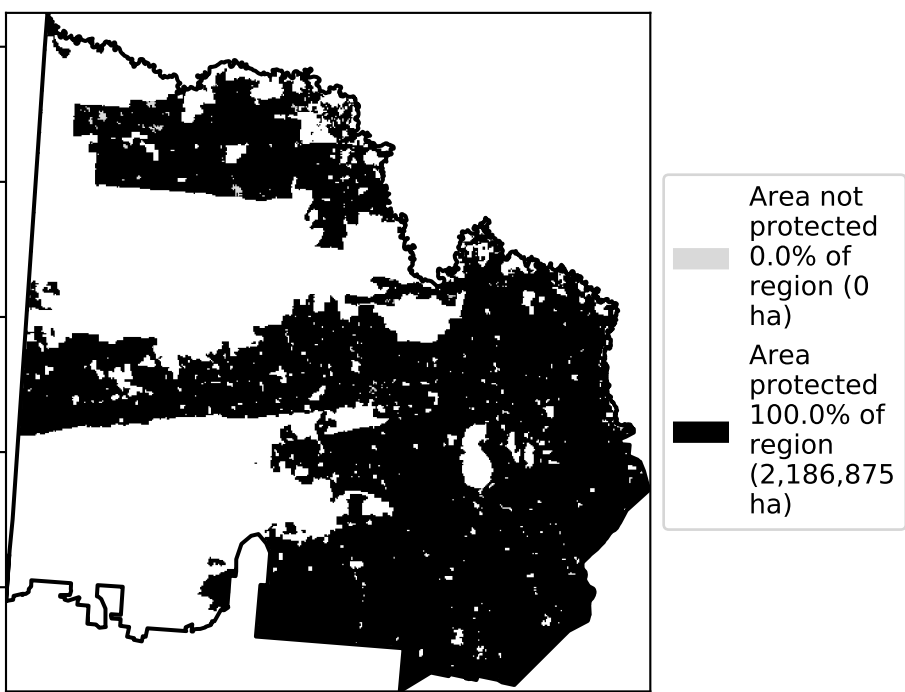 Area not
protected
0.0% of
region (0
ha)
Area
protected
100.0% of
region
(2,186,875
ha)